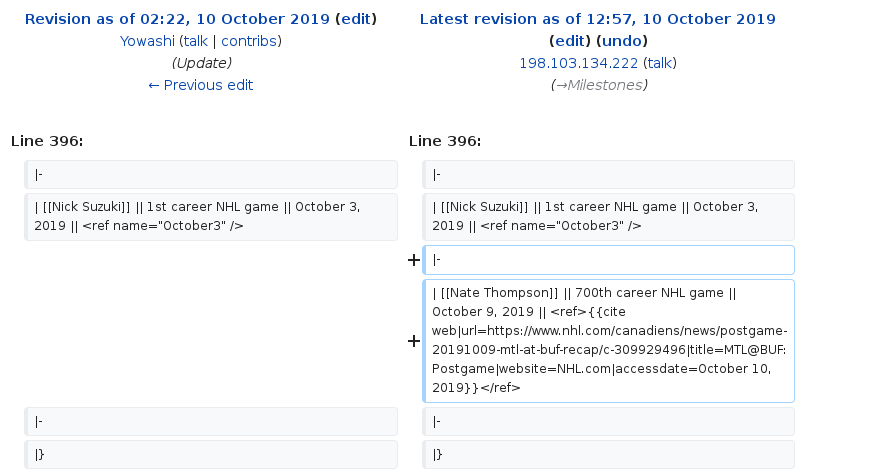 Revision as of 02:22, 10 October 2019 (edit)
Yowashi (talk | contribs)
(Update)
← Previous edit
Latest revision as of 12:57, 10 October 2019
(edit) (undo)
198.103.134.222 (talk)
(→Milestones)
Line 396:
Line 396:
|-
|-
| [[Nick Suzuki]] || 1st career NHL game || October 3,
2019 || <ref name="October3" />
| [[Nick Suzuki]] || 1st career NHL game || October 3,
2019 || <ref name="October3" />
+ |-
+ | [[Nate Thompson]] || 700th career NHL game ||
October 9, 2019 || <ref>{{cite
web|url=https://www.nhl.com/canadiens/news/postgame-
20191009-mtl-at-buf-recap/c-309929496|title=MTL@BUF:
Postgame|website=NHL.com|accessdate=October 10,
2019}}</ref>
|-
|-
|}
|}